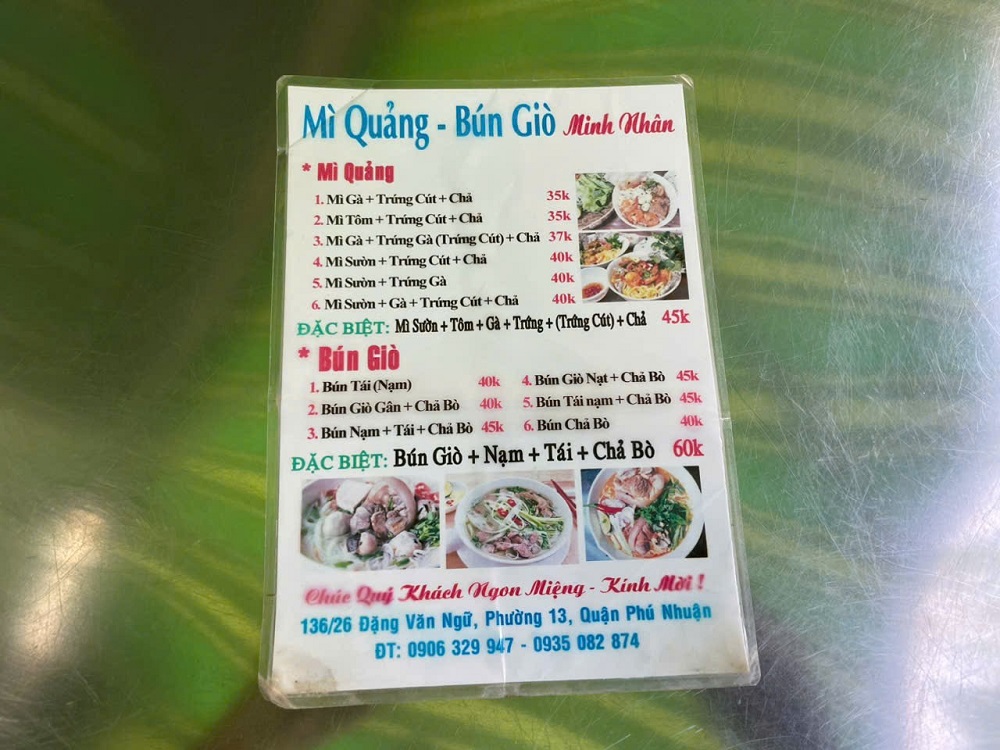 Mì Quảng - Bún Giò Minh Nhân
* Mì Quảng
1. Mì Gà + Trứng Cút + Chả 35k
2. Mì Tôm + Trứng Cút + Chả 35k
3. Mì Gà + Trứng Gà (Trứng Cút) + Chả 37k
4. Mì Sườn + Trứng Cút + Chả 40k
5. Mì Sườn + Trứng Gà 40k
6. Mì Sườn + Gà + Trứng Cút + Chả 40k
ĐẶC BIỆT: Mì Sườn + Tôm + Gà + Trứng + (Trứng Cút) + Chả 45k
* Bún Giò
1. Bún Tái (Nạm) 40k
2. Bún Giò Gân + Chả Bò 40k
3. Bún Nạm + Tái + Chả Bò 45k
4. Bún Giò Nạt + Chả Bò 45k
5. Bún Tái nạm + Chả Bò 45k
6. Bún Chả Bò 40k
ĐẶC BIỆT: Bún Giò + Nạm + Tái + Chả Bò 60k
Chúc Quý Khách Ngon Miệng - Kính Mời !
136/26 Đặng Văn Ngữ, Phường 13, Quận Phú Nhuận
ĐT: 0906 329 947 - 0935 082 874